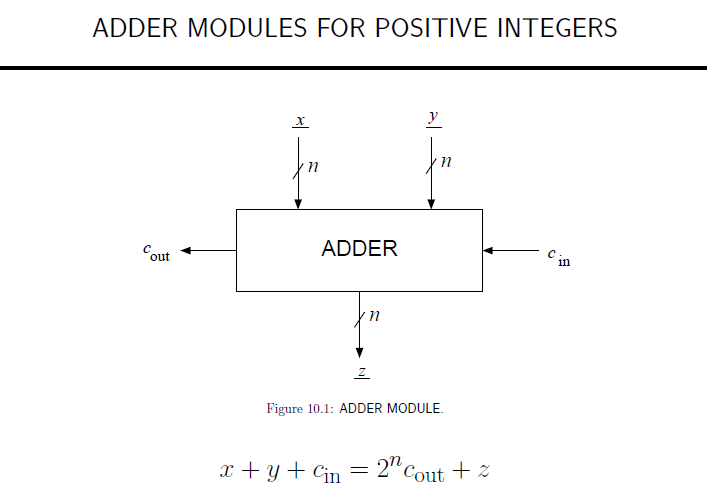 ADDER MODULES FOR POSITIVE INTEGERS
x y
n n
c_out ADDER c_in
n
z
Figure 10.1: ADDER MODULE.
x + y + c_in = 2^n c_out + z